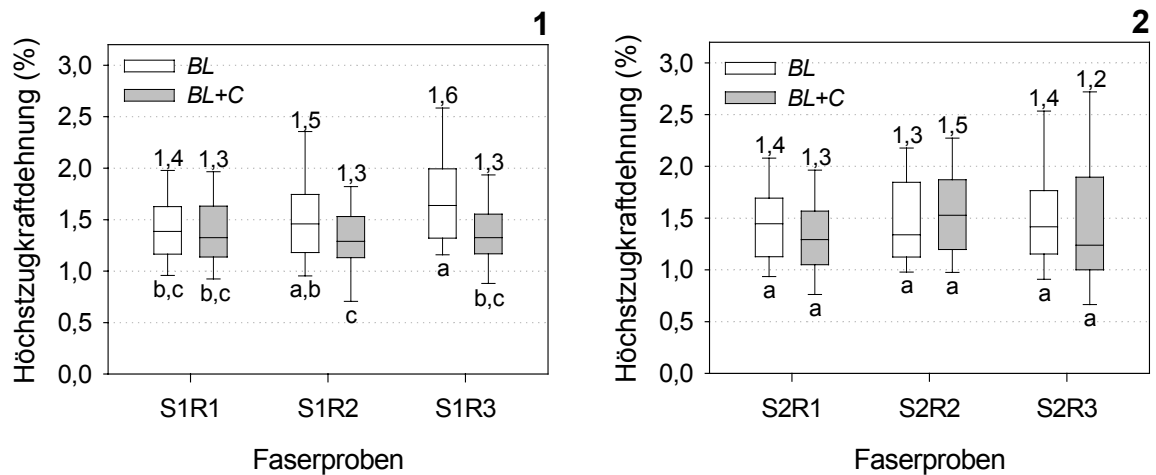 1
Höchstzugkraftdehnung (%)
3,0
2,5
2,0
1,5
1,0
0,5
0,0
BL
BL+C
1,4 1,3 1,5 1,3 1,6 1,3
b,c b,c a,b c a b,c
S1R1 S1R2 S1R3
Faserproben
2
Höchstzugkraftdehnung (%)
3,0
2,5
2,0
1,5
1,0
0,5
0,0
BL
BL+C
1,4 1,3 1,3 1,5 1,4 1,2
a a a a a a
S2R1 S2R2 S2R3
Faserproben